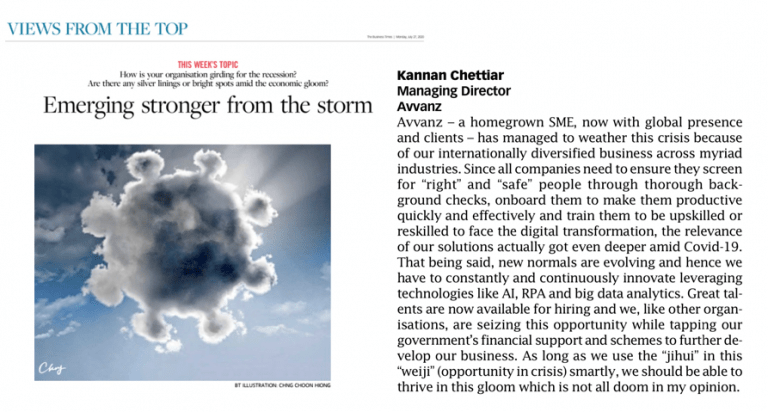 VIEWS FROM THE TOP
The Business Times | Monday, July 27, 2020
THIS WEEK'S TOPIC
How is your organisation girding for the recession?
Are there any silver linings or bright spots amid the economic gloom?
Emerging stronger from the storm
Chng
BT ILLUSTRATION: CHNG CHOON HIONG
Kannan Chettiar
Managing Director
Avvanz
Avvanz – a homegrown SME, now with global presence
and clients – has managed to weather this crisis because
of our internationally diversified business across myriad
industries. Since all companies need to ensure they screen
for “right” and “safe” people through thorough back-
ground checks, onboard them to make them productive
quickly and effectively and train them to be upskilled or
reskilled to face the digital transformation, the relevance
of our solutions actually got even deeper amid Covid-19.
That being said, new normals are evolving and hence we
have to constantly and continuously innovate leveraging
technologies like AI, RPA and big data analytics. Great tal-
ents are now available for hiring and we, like other organ-
isations, are seizing this opportunity while tapping our
government’s financial support and schemes to further de-
velop our business. As long as we use the “jihui” in this
“weiji” (opportunity in crisis) smartly, we should be able to
thrive in this gloom which is not all doom in my opinion.